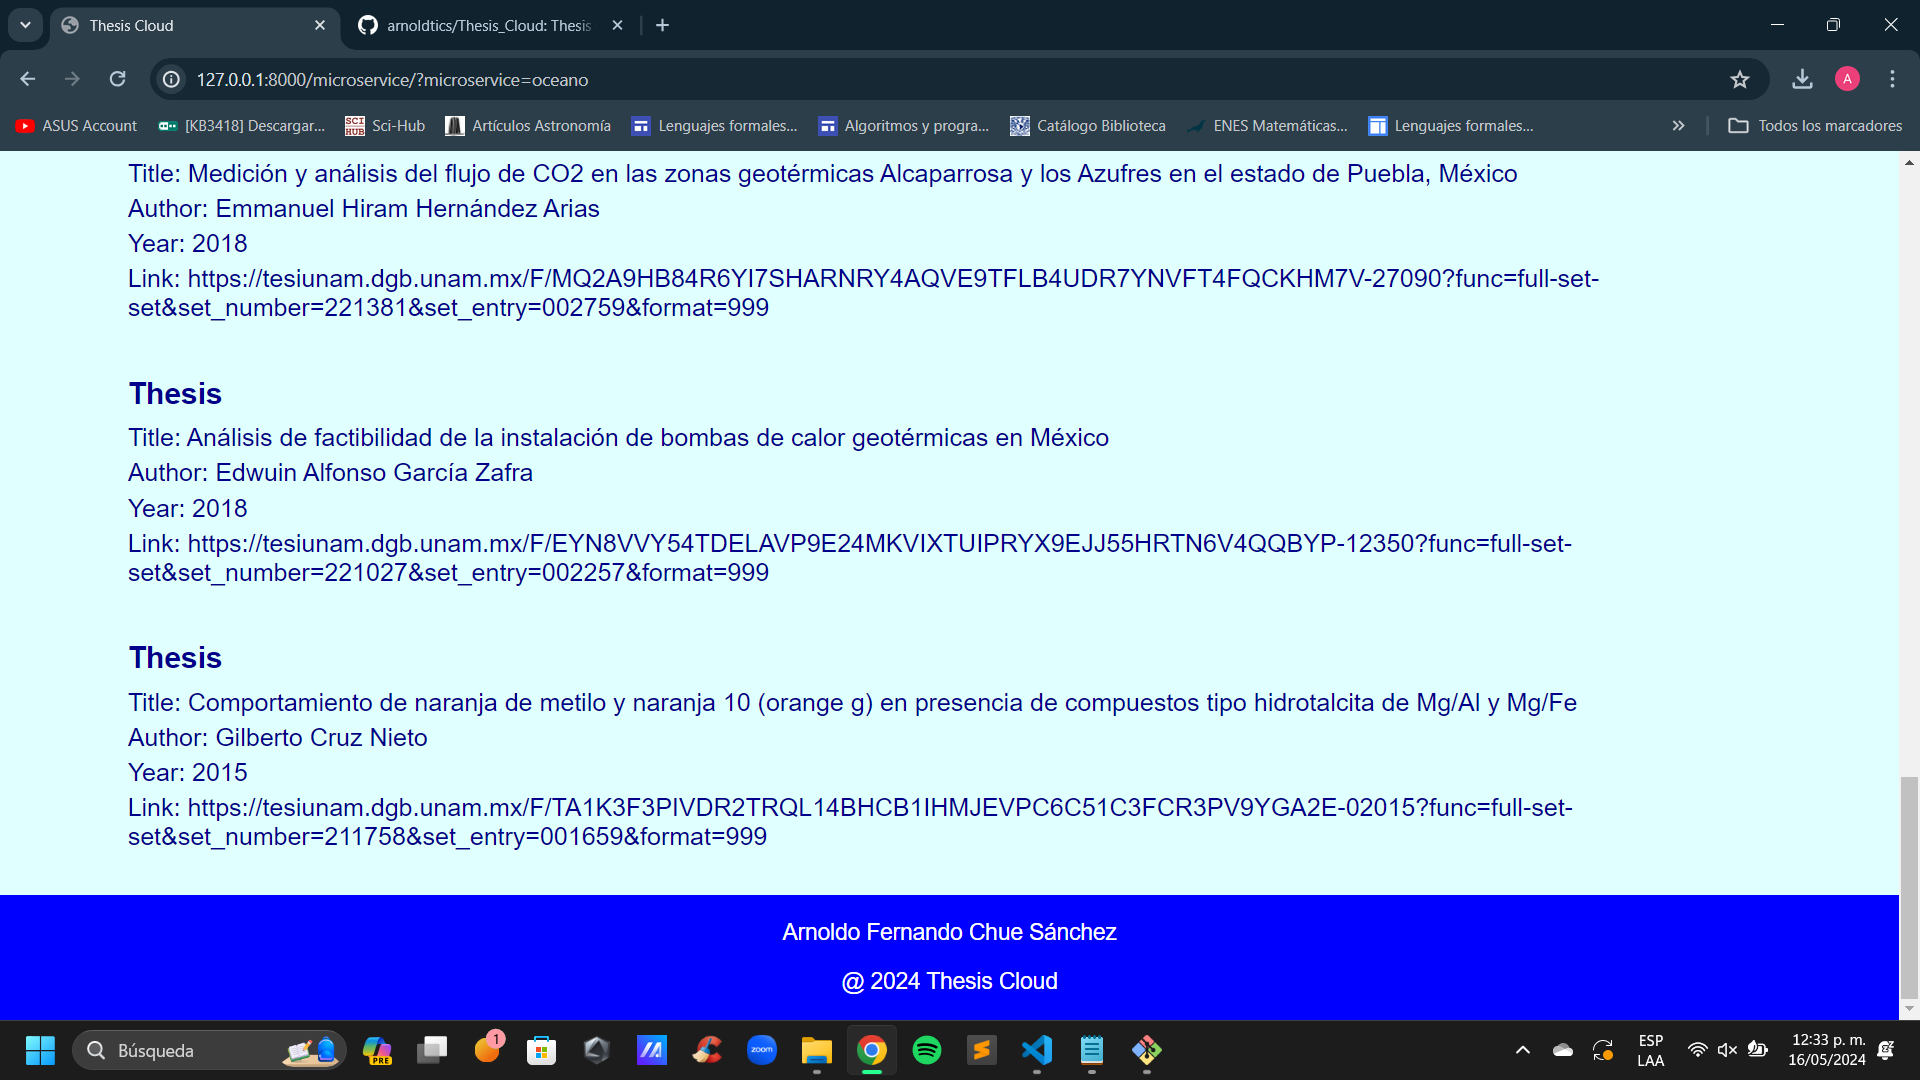 Thesis Cloud
arnoldtics/Thesis_Cloud: Thesis
127.0.0.1:8000/microservice/?microservice=oceano
A
ASUS Account
[KB3418] Descargar...
SCI HUB
Sci-Hub
Artículos Astronomía
Lenguajes formales...
Algoritmos y progra...
Catálogo Biblioteca
ENES Matemáticas...
Lenguajes formales...
Todos los marcadores
Title: Medición y análisis del flujo de CO2 en las zonas geotérmicas Alcaparrosa y los Azufres en el estado de Puebla, México
Author: Emmanuel Hiram Hernández Arias
Year: 2018
Link: https://tesiunam.dgb.unam.mx/F/MQ2A9HB84R6YI7SHARNRY4AQVE9TFLB4UDR7YNVFT4FQCKHM7V-27090?func=full-set-
set&set_number=221381&set_entry=002759&format=999
Thesis
Title: Análisis de factibilidad de la instalación de bombas de calor geotérmicas en México
Author: Edwuin Alfonso García Zafra
Year: 2018
Link: https://tesiunam.dgb.unam.mx/F/EYN8VVY54TDELAVP9E24MKVIXTUIPRYX9EJJ55HRTN6V4QQBYP-12350?func=full-set-
set&set_number=221027&set_entry=002257&format=999
Thesis
Title: Comportamiento de naranja de metilo y naranja 10 (orange g) en presencia de compuestos tipo hidrotalcita de Mg/Al y Mg/Fe
Author: Gilberto Cruz Nieto
Year: 2015
Link: https://tesiunam.dgb.unam.mx/F/TA1K3F3PIVDR2TRQL14BHCB1IHMJEVPC6C51C3FCR3PV9YGA2E-02015?func=full-set-
set&set_number=211758&set_entry=001659&format=999
Arnoldo Fernando Chue Sánchez
@ 2024 Thesis Cloud
Búsqueda
PRE
1
zoom
ESP
LAA
12:33 p. m.
16/05/2024